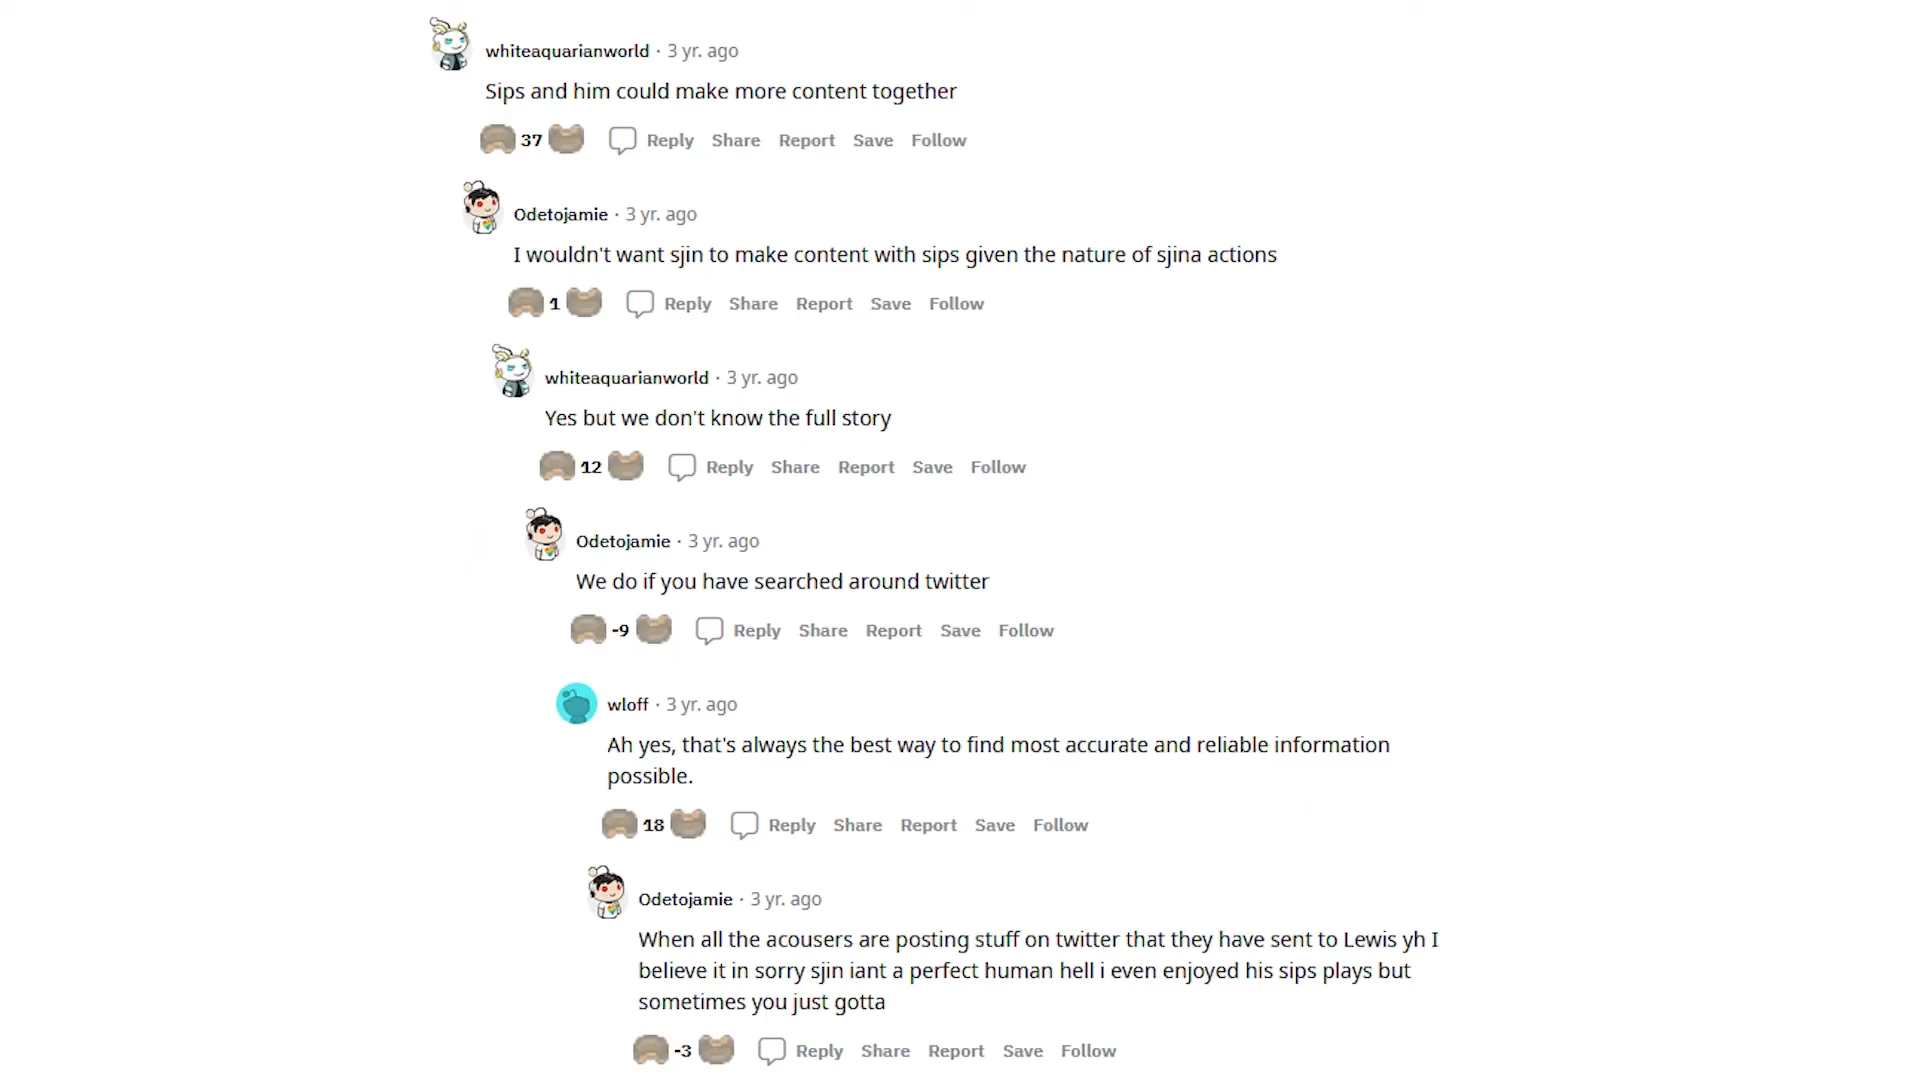 whiteaquarianworld · 3 yr. ago
Sips and him could make more content together
37 Reply Share Report Save Follow
Odetojamie · 3 yr. ago
I wouldn't want sjin to make content with sips given the nature of sjina actions
1 Reply Share Report Save Follow
whiteaquarianworld · 3 yr. ago
Yes but we don't know the full story
12 Reply Share Report Save Follow
Odetojamie · 3 yr. ago
We do if you have searched around twitter
-9 Reply Share Report Save Follow
wloff · 3 yr. ago
Ah yes, that's always the best way to find most accurate and reliable information
possible.
18 Reply Share Report Save Follow
Odetojamie · 3 yr. ago
When all the acousers are posting stuff on twitter that they have sent to Lewis yh I
believe it in sorry sjin iant a perfect human hell i even enjoyed his sips plays but
sometimes you just gotta
-3 Reply Share Report Save Follow